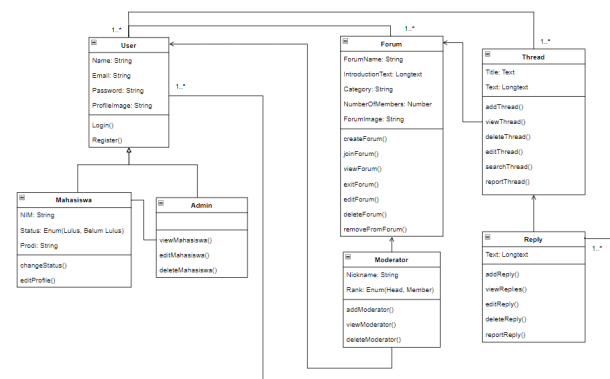 1..*
1..*
1..*
User
Name: String
Email: String
Password: String
ProfileImage: String
Login()
Register()
1..*
Forum
ForumName: String
IntroductionText: Longtext
Category: String
NumberOfMembers: Number
ForumImage: String
createForum()
joinForum()
viewForum()
exitForum()
editForum()
deleteForum()
removeFromForum()
Thread
Title: Text
Text: Longtext
addThread()
viewThread()
deleteThread()
editThread()
searchThread()
reportThread()
Mahasiswa
NIM: String
Status: Enum(Lulus, Belum Lulus)
Prodi: String
changeStatus()
editProfile()
Admin
viewMahasiswa()
editMahasiswa()
deleteMahasiswa()
Moderator
Nickname: String
Rank: Enum(Head, Member)
addModerator()
viewModerator()
deleteModerator()
Reply
Text: Longtext
addReply()
viewReplies()
editReply()
deleteReply()
reportReply()
1..*